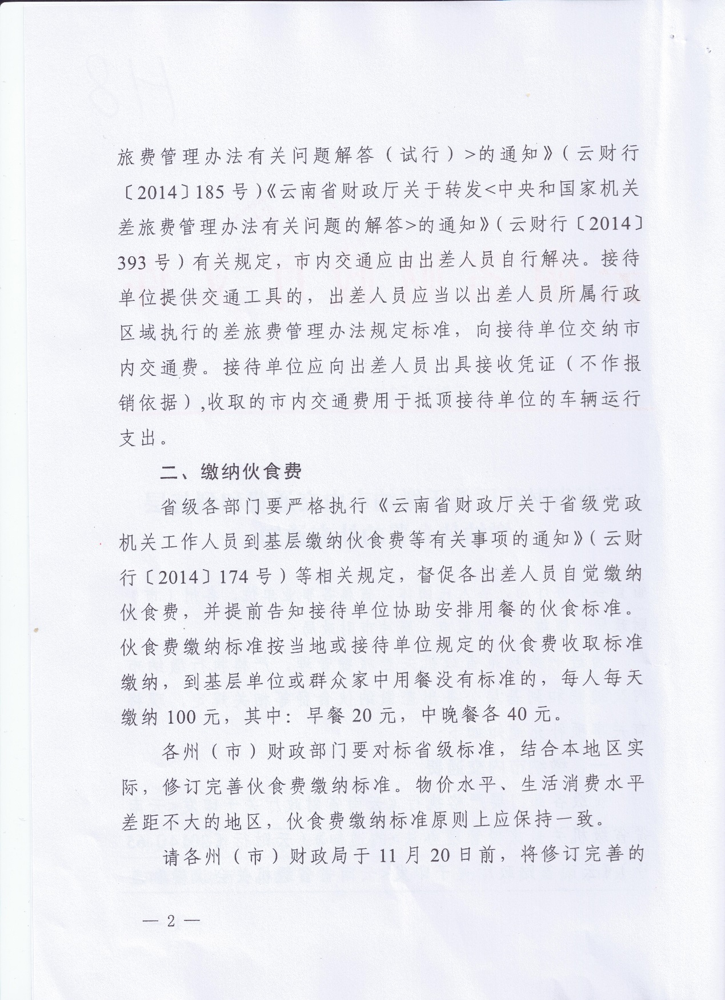 旅费管理办法有关问题解答（试行）>的通知》（云财行
〔2014〕185号）《云南省财政厅关于转发<中央和国家机关
差旅费管理办法有关问题的解答>的通知》（云财行〔2014〕
393号）有关规定，市内交通应由出差人员自行解决。接待
单位提供交通工具的，出差人员应当以出差人员所属行政
区域执行的差旅费管理办法规定标准，向接待单位交纳市
内交通费。接待单位应向出差人员出具接收凭证（不作报
销依据）,收取的市内交通费用于抵顶接待单位的车辆运行
支出。
二、缴纳伙食费
省级各部门要严格执行《云南省财政厅关于省级党政
机关工作人员到基层缴纳伙食费等有关事项的通知》（云财
行〔2014〕174号）等相关规定，督促各出差人员自觉缴纳
伙食费，并提前告知接待单位协助安排用餐的伙食标准。
伙食费缴纳标准按当地或接待单位规定的伙食费收取标准
缴纳，到基层单位或群众家中用餐没有标准的，每人每天
缴纳100元，其中：早餐20元，中晚餐各40元。
各州（市）财政部门要对标省级标准，结合本地区实
际，修订完善伙食费缴纳标准。物价水平、生活消费水平
差距不大的地区，伙食费缴纳标准原则上应保持一致。
请各州（市）财政局于11月20日前，将修订完善的
— 2 —